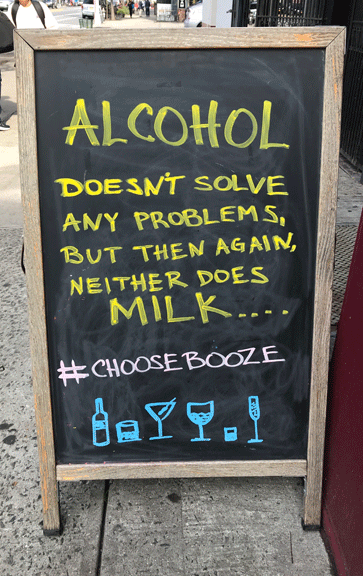 ALCOHOL
DOESN'T SOLVE
ANY PROBLEMS,
BUT THEN AGAIN,
NEITHER DOES
MILK....
#CHOOSEBOOZE